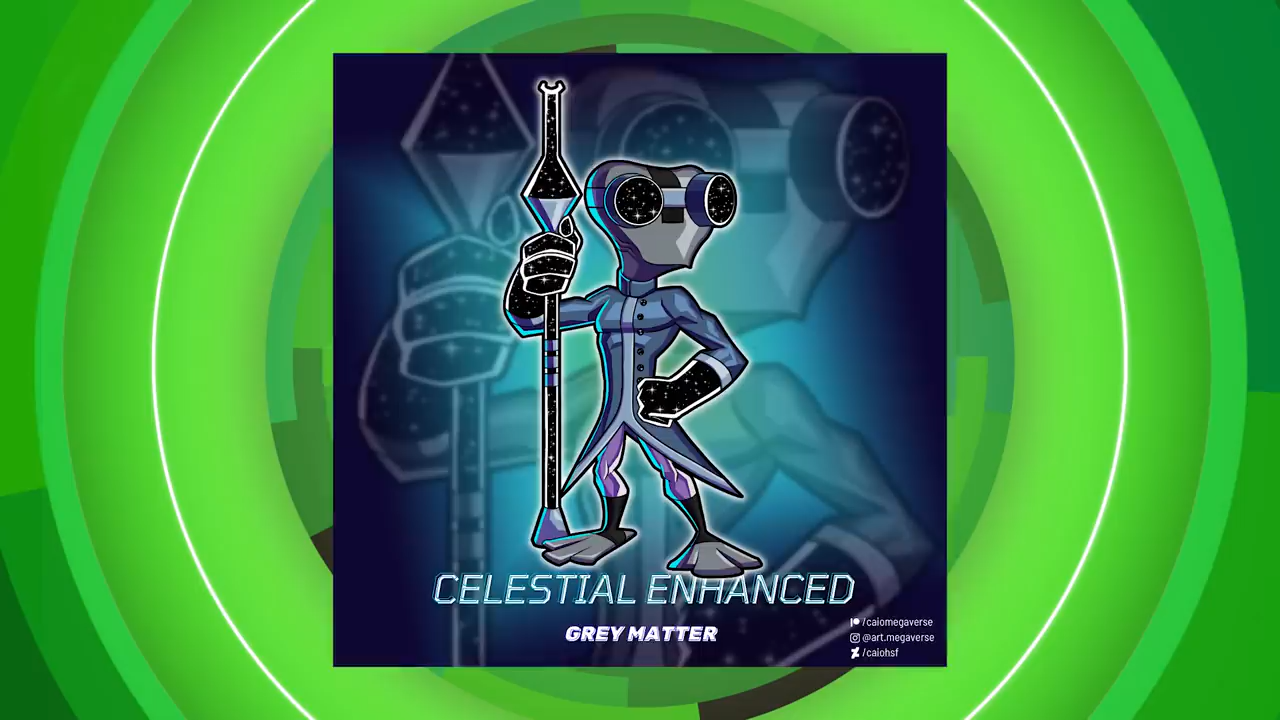 CELESTIAL ENHANCED
GREY MATTER
/caiomegaverse
@art.megaverse
/caiohsf